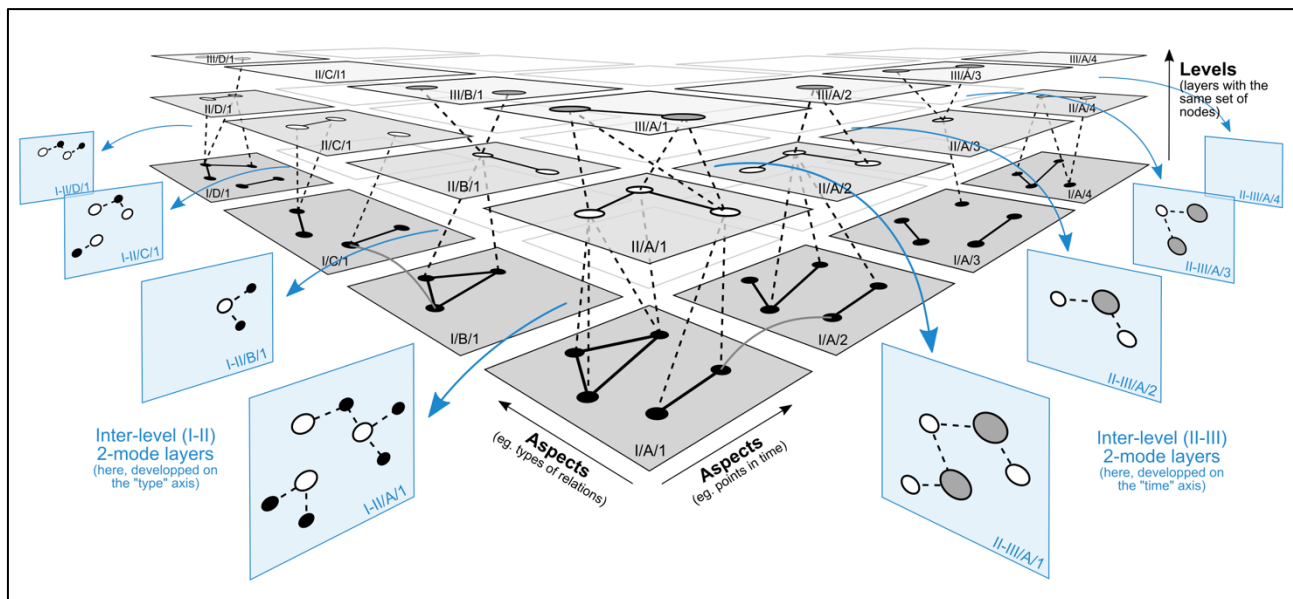 III/D/1
II/C/I1
III/B/1
III/A/1
III/A/2
III/A/3
III/A/4
Levels
(layers with the
same set of
nodes)
II/D/1
II/C/1
II/B/1
II/A/1
II/A/2
II/A/3
II/A/4
I/D/1
I/C/1
I/B/1
I/A/1
I/A/2
I/A/3
I/A/4
I-II/D/1
I-II/C/1
I-II/B/1
I-II/A/1
II-III/A/4
II-III/A/3
II-III/A/2
II-III/A/1
Inter-level (I-II)
2-mode layers
(here, developped on
the "type" axis)
Aspects
(eg. types of relations)
Aspects
(eg. points in time)
Inter-level (II-III)
2-mode layers
(here, developped on
the "time" axis)